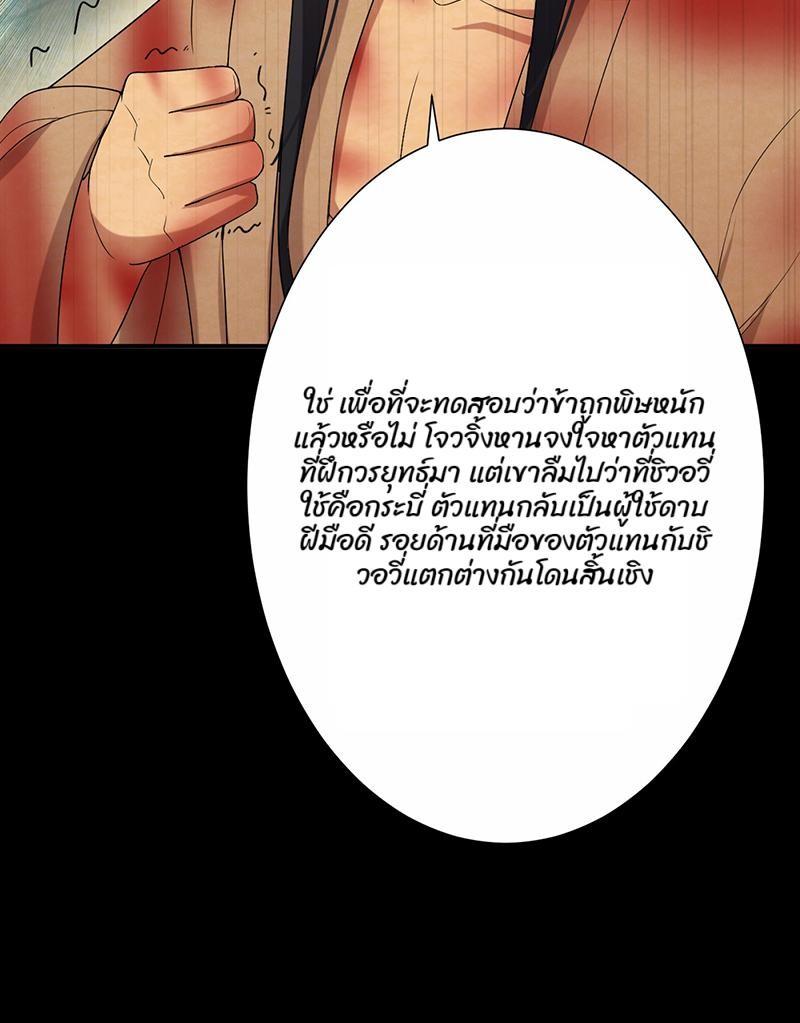 ใช่ เพื่อที่จะทดสอบว่าข้าถูกพิษหนัก
แล้วหรือไม่ โจวจิ้งหานจงใจหาตัวแทน
ที่ฝึกวรยุทธ์มา แต่เขาลืมไปว่าที่ชิวอวี่
ใช้คือกระบี่ ตัวแทนกลับเป็นผู้ใช้ดาบ
ฝีมือดี รอยด้านที่มือของตัวแทนกับชิ
วอวี่แตกต่างกันโดนสิ้นเชิง